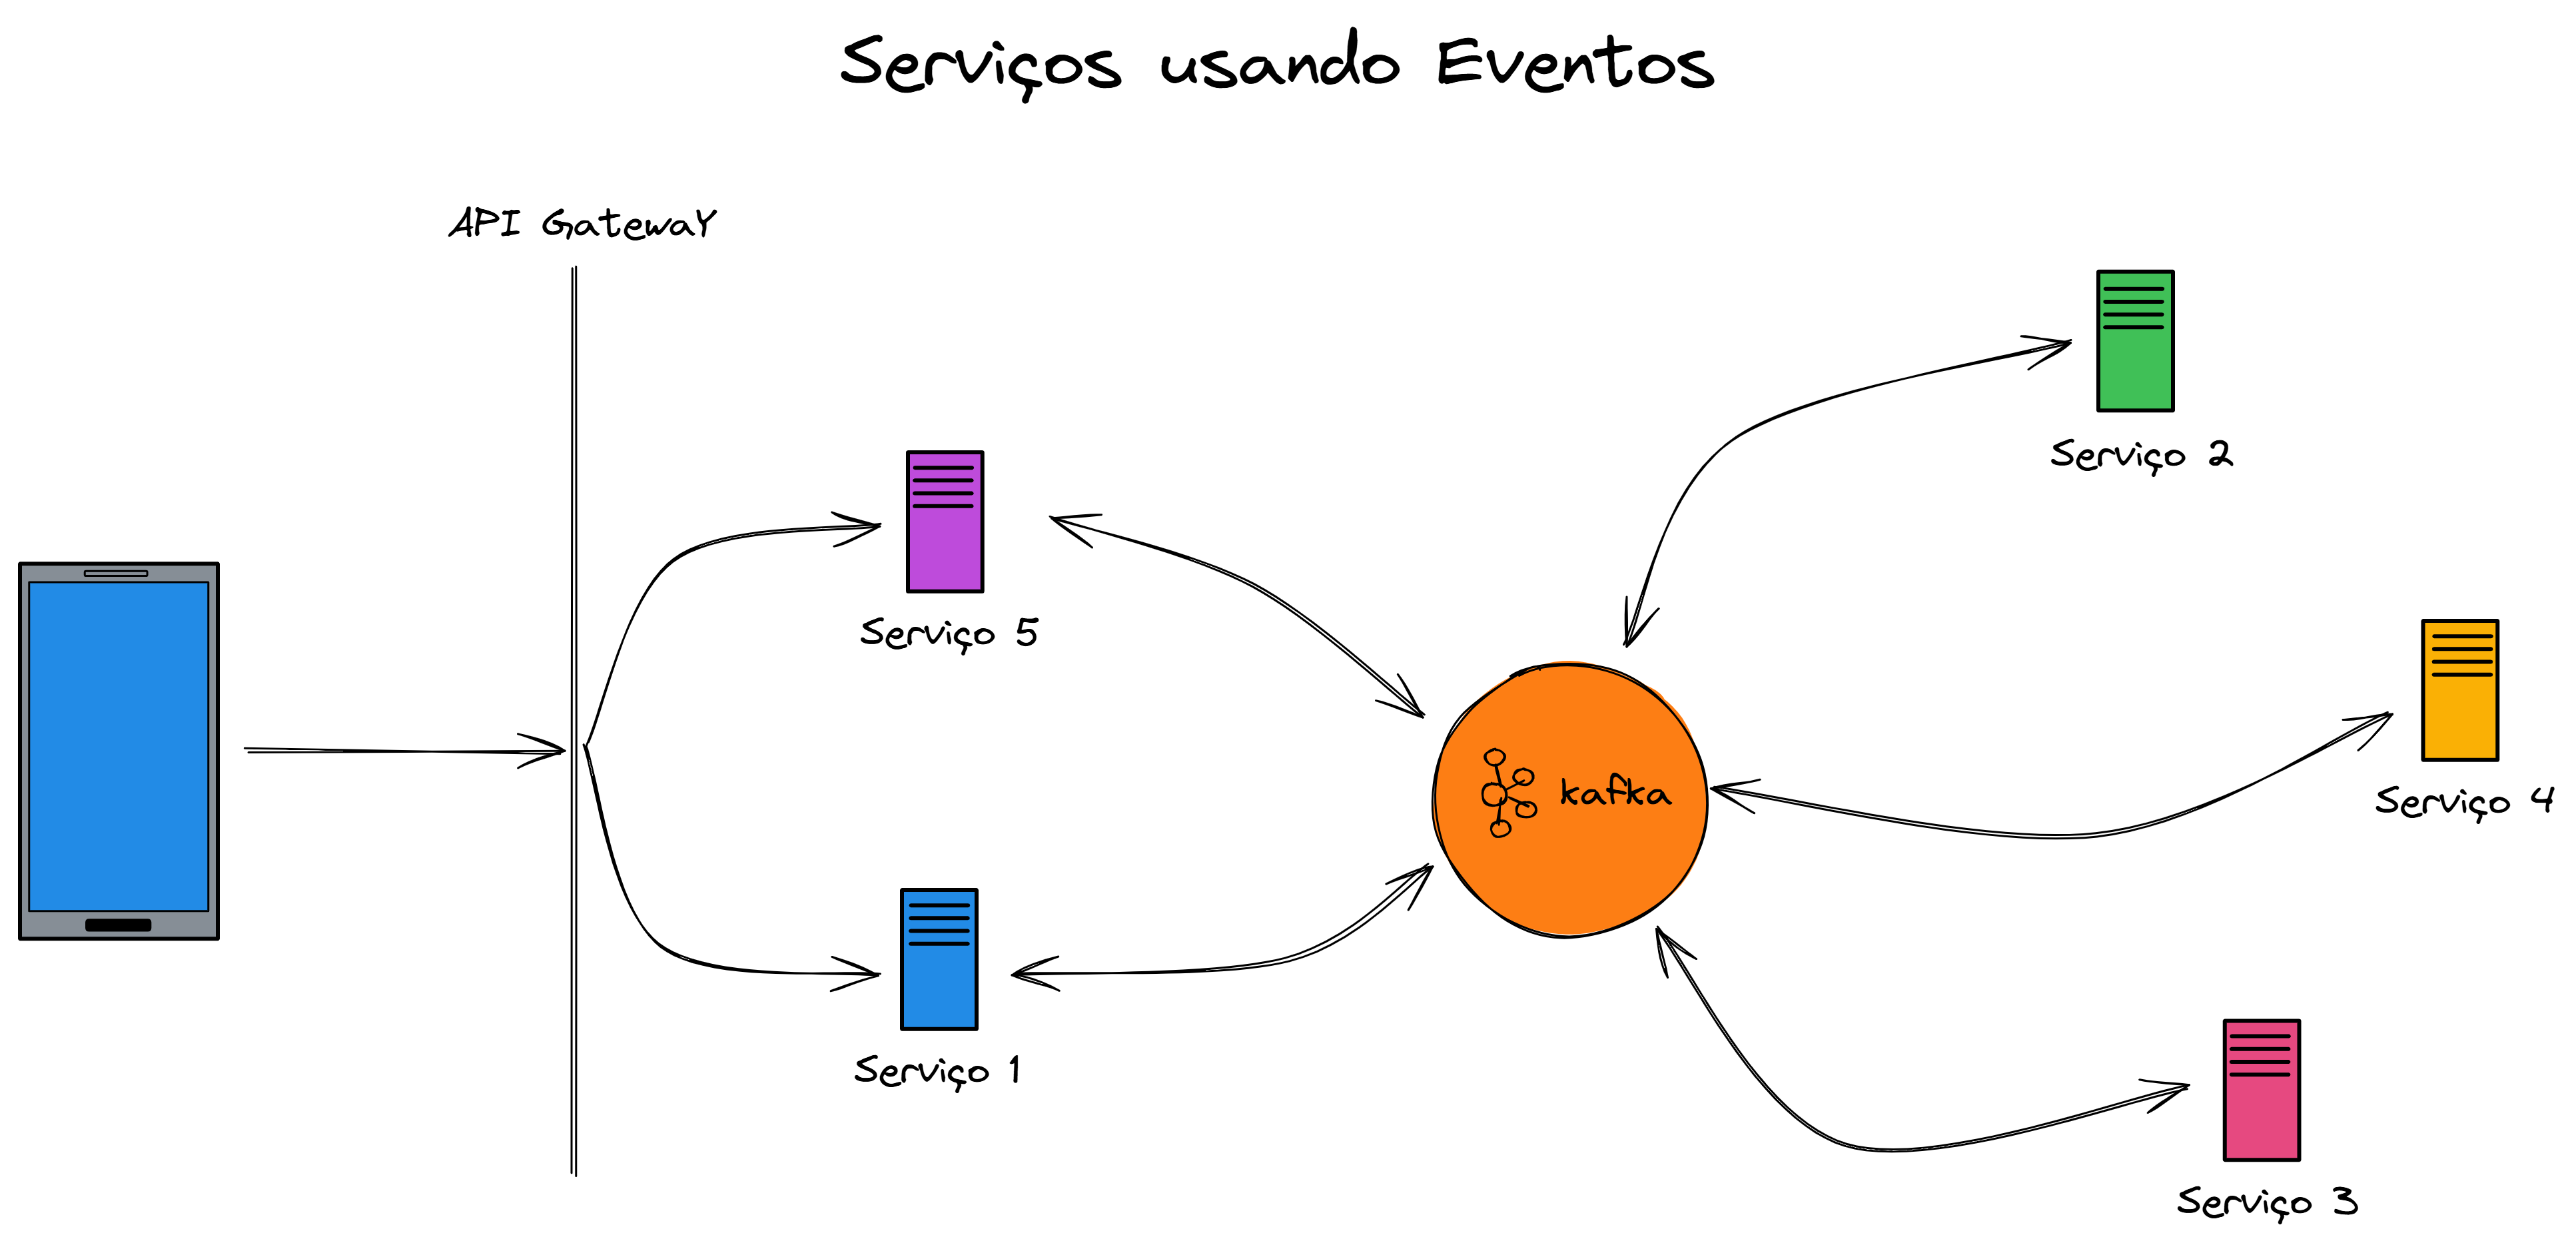 Serviços usando Eventos
API Gateway
Serviço 2
Serviço 5
kafka
Serviço 4
Serviço 1
Serviço 3